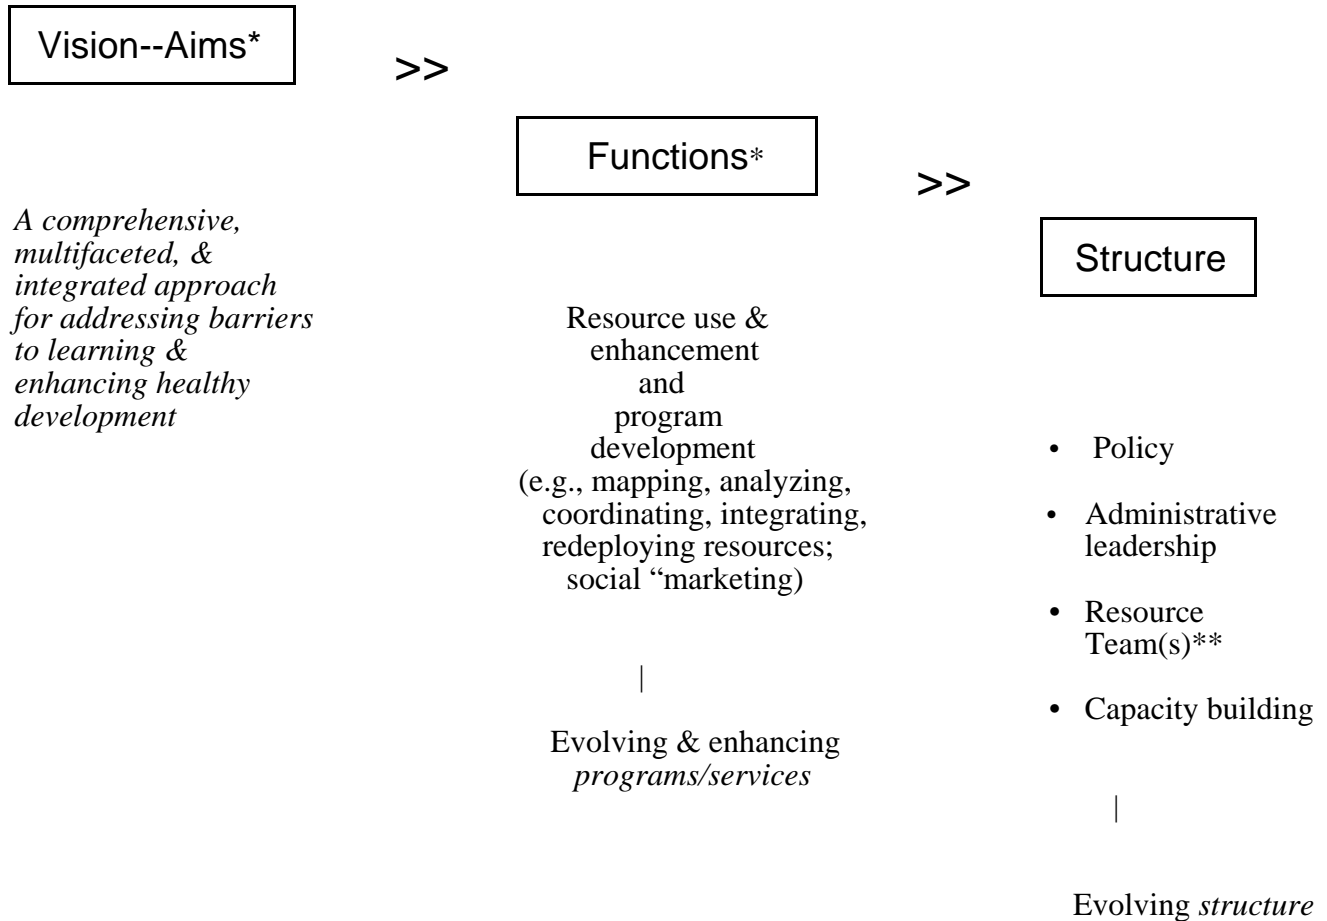 Vision--Aims*
>>
Functions*
>>
Structure
A comprehensive,
multifaceted, &
integrated approach
for addressing barriers
to learning &
enhancing healthy
development
Resource use &
enhancement
and
program
development
(e.g., mapping, analyzing,
coordinating, integrating,
redeploying resources;
social “marketing)
|
Evolving & enhancing
programs/services
• Policy
• Administrative
leadership
• Resource
Team(s)**
• Capacity building
|
Evolving structure